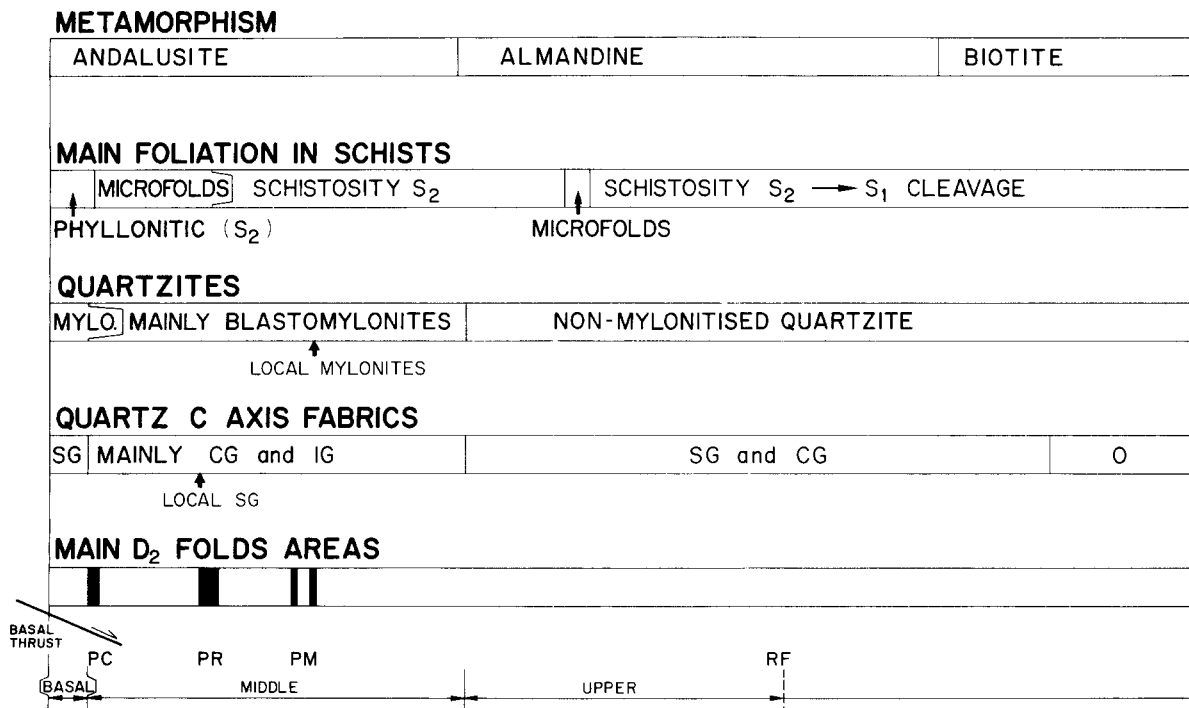 METAMORPHISM
ANDALUSITE ALMANDINE BIOTITE
MAIN FOLIATION IN SCHISTS
MICROFOLDS SCHISTOSITY S₂ SCHISTOSITY S₂ → S₁ CLEAVAGE
PHYLLONITIC (S₂) MICROFOLDS
QUARTZITES
MYLO. MAINLY BLASTOMYLONITES NON-MYLONITISED QUARTZITE
LOCAL MYLONITES
QUARTZ C AXIS FABRICS
SG MAINLY CG and IG SG and CG O
LOCAL SG
MAIN D₂ FOLDS AREAS
BASAL
THRUST
PC PR PM RF
BASAL MIDDLE UPPER